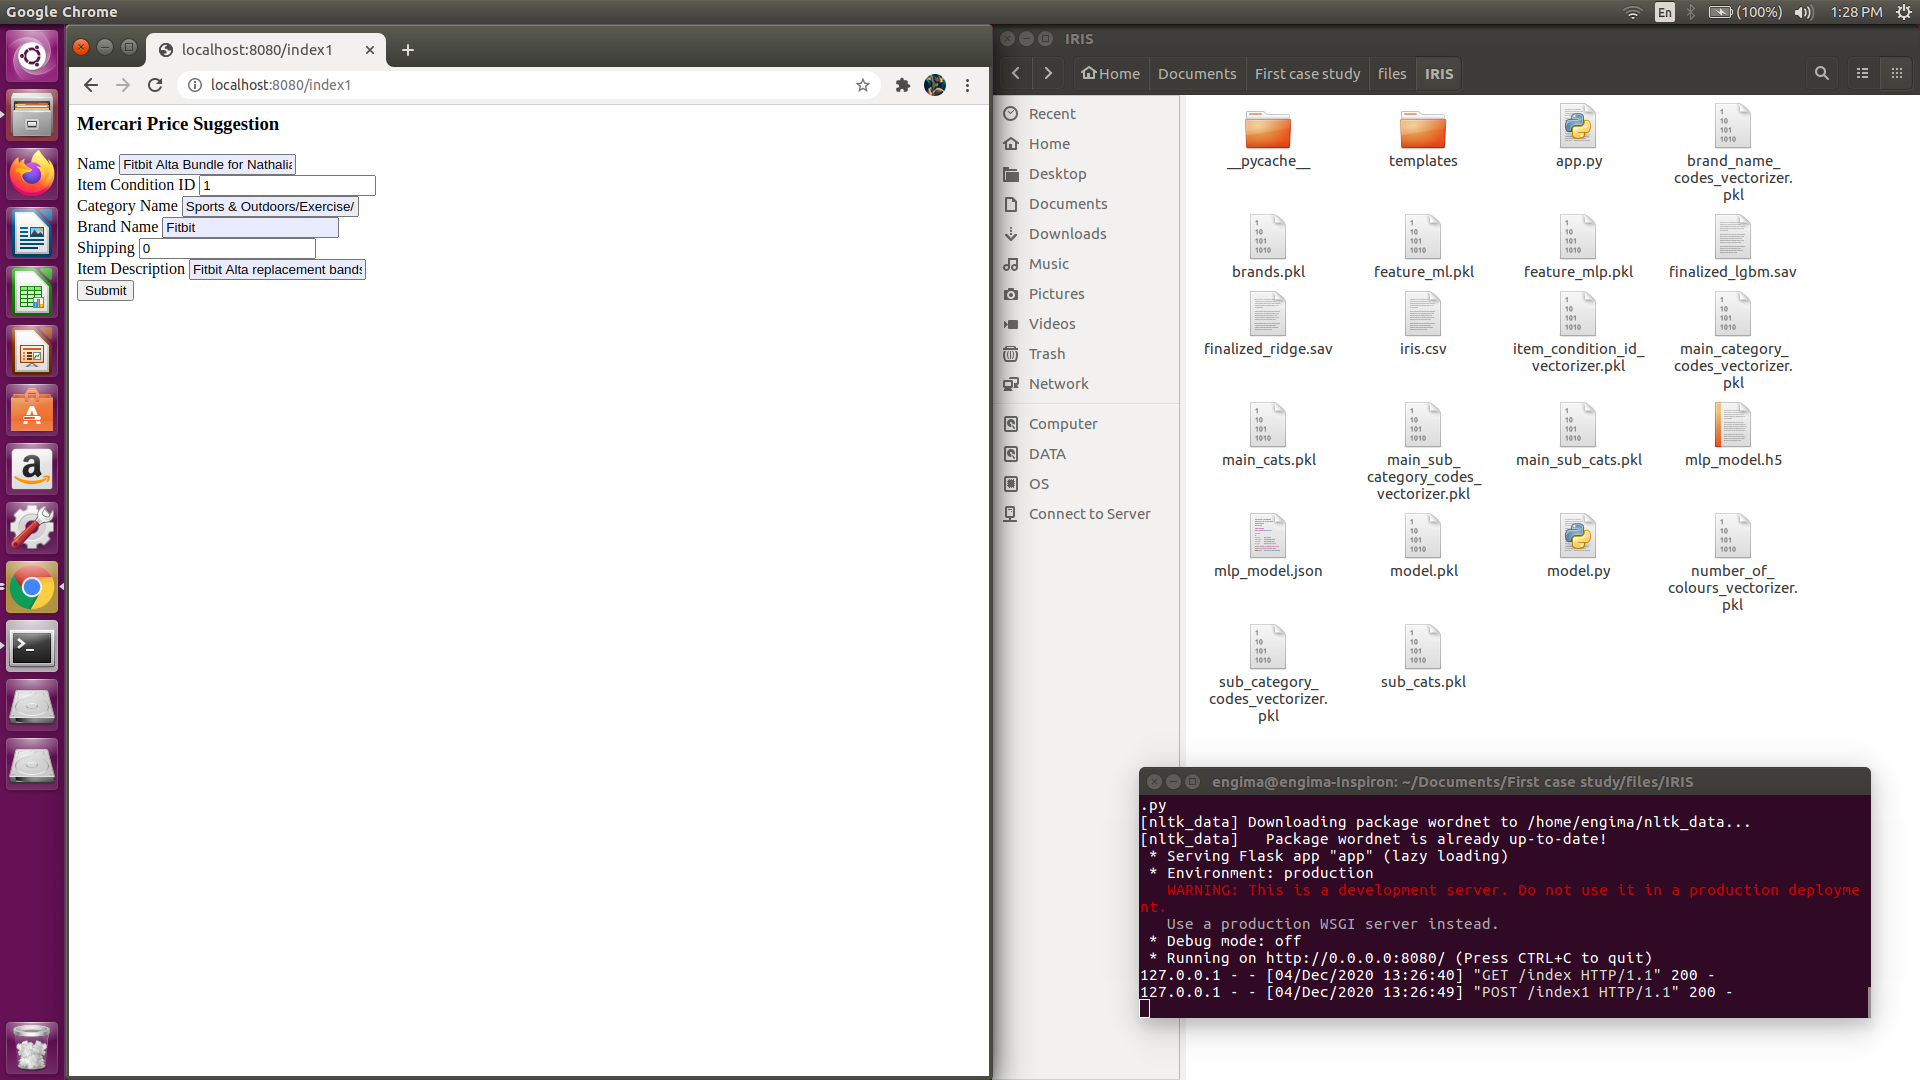 Google Chrome
En
(100%)
1:28 PM
localhost:8080/index1
localhost:8080/index1
Mercari Price Suggestion
Name Fitbit Alta Bundle for Nathalia
Item Condition ID 1
Category Name Sports & Outdoors/Exercise/
Brand Name Fitbit
Shipping 0
Item Description Fitbit Alta replacement bands
Submit
IRIS
Home Documents First case study files IRIS
Recent
Home
Desktop
Documents
Downloads
Music
Pictures
Videos
Trash
Network
Computer
DATA
OS
Connect to Server
__pycache__
templates
app.py
brand_name_
codes_vectorizer.
pkl
brands.pkl
feature_ml.pkl
feature_mlp.pkl
finalized_lgbm.sav
finalized_ridge.sav
iris.csv
item_condition_id_
vectorizer.pkl
main_category_
codes_vectorizer.
pkl
main_cats.pkl
main_sub_
category_codes_
vectorizer.pkl
main_sub_cats.pkl
mlp_model.h5
mlp_model.json
model.pkl
model.py
number_of_
colours_vectorizer.
pkl
sub_category_
codes_vectorizer.
pkl
sub_cats.pkl
engima@engima-Inspiron: ~/Documents/First case study/files/IRIS
.py
[nltk_data] Downloading package wordnet to /home/engima/nltk_data...
[nltk_data]   Package wordnet is already up-to-date!
 * Serving Flask app "app" (lazy loading)
 * Environment: production
   WARNING: This is a development server. Do not use it in a production deployme
nt.
   Use a production WSGI server instead.
 * Debug mode: off
 * Running on http://0.0.0.0:8080/ (Press CTRL+C to quit)
127.0.0.1 - - [04/Dec/2020 13:26:40] "GET /index HTTP/1.1" 200 -
127.0.0.1 - - [04/Dec/2020 13:26:49] "POST /index1 HTTP/1.1" 200 -